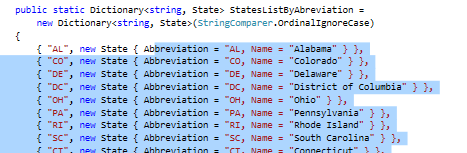 public static Dictionary<string, State> StatesListByAbreviation =
new Dictionary<string, State>(StringComparer.OrdinalIgnoreCase)
{
{ "AL", new State { Abbreviation = "AL, Name = "Alabama" } },
{ "CO", new State { Abbreviation = "CO, Name = "Colorado" } },
{ "DE", new State { Abbreviation = "DE, Name = "Delaware" } },
{ "DC", new State { Abbreviation = "DC, Name = "District of Columbia" } },
{ "OH", new State { Abbreviation = "OH, Name = "Ohio" } },
{ "PA", new State { Abbreviation = "PA, Name = "Pennsylvania" } },
{ "RI", new State { Abbreviation = "RI, Name = "Rhode Island" } },
{ "SC", new State { Abbreviation = "SC, Name = "South Carolina" } },
{ "CT", new State { Abbreviation = "CT, Name = "Connecticut" } },